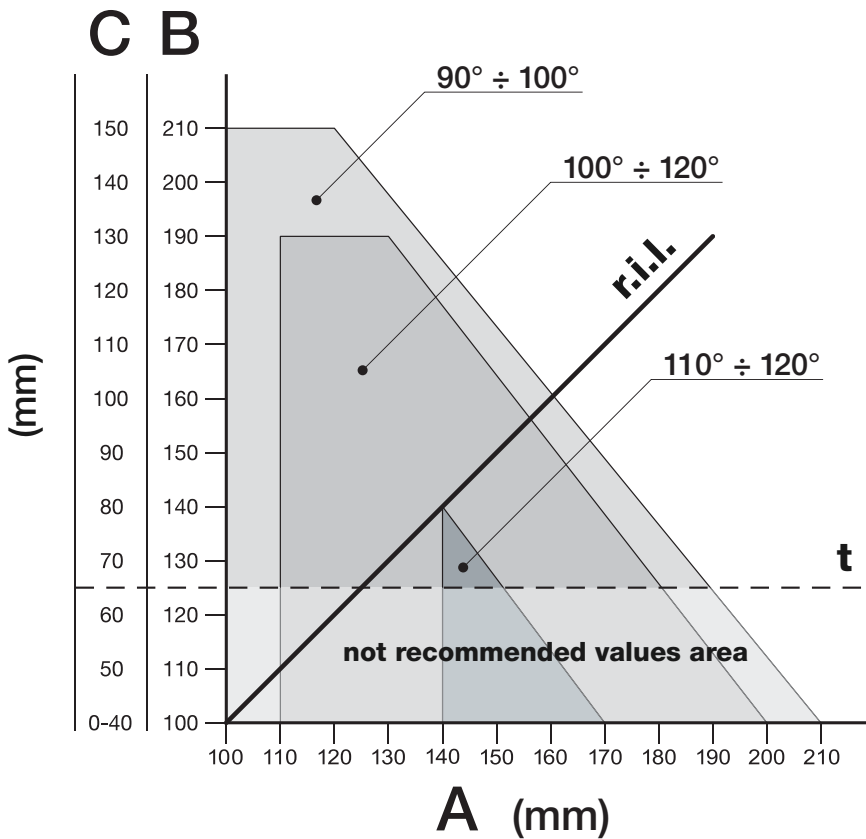 C B
90° ÷ 100°
150 210
100° ÷ 120°
140 200
130 190
r.i.l.
120 180
110 170
110° ÷ 120°
(mm)
100 160
90 150
80 140
70 130
t
60 120
not recommended values area
50 110
0-40 100
100 110 120 130 140 150 160 170 180 190 200 210
A (mm)